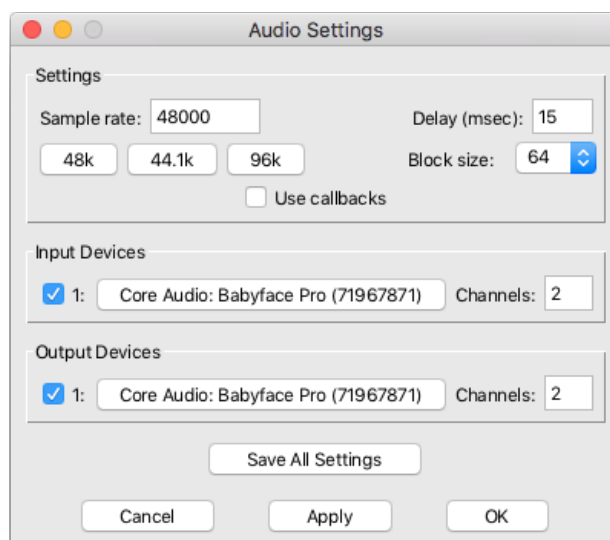 Audio Settings
Settings
Sample rate: 48000 Delay (msec): 15
48k 44.1k 96k Block size: 64
Use callbacks
Input Devices
1: Core Audio: Babyface Pro (71967871) Channels: 2
Output Devices
1: Core Audio: Babyface Pro (71967871) Channels: 2
Save All Settings
Cancel Apply OK